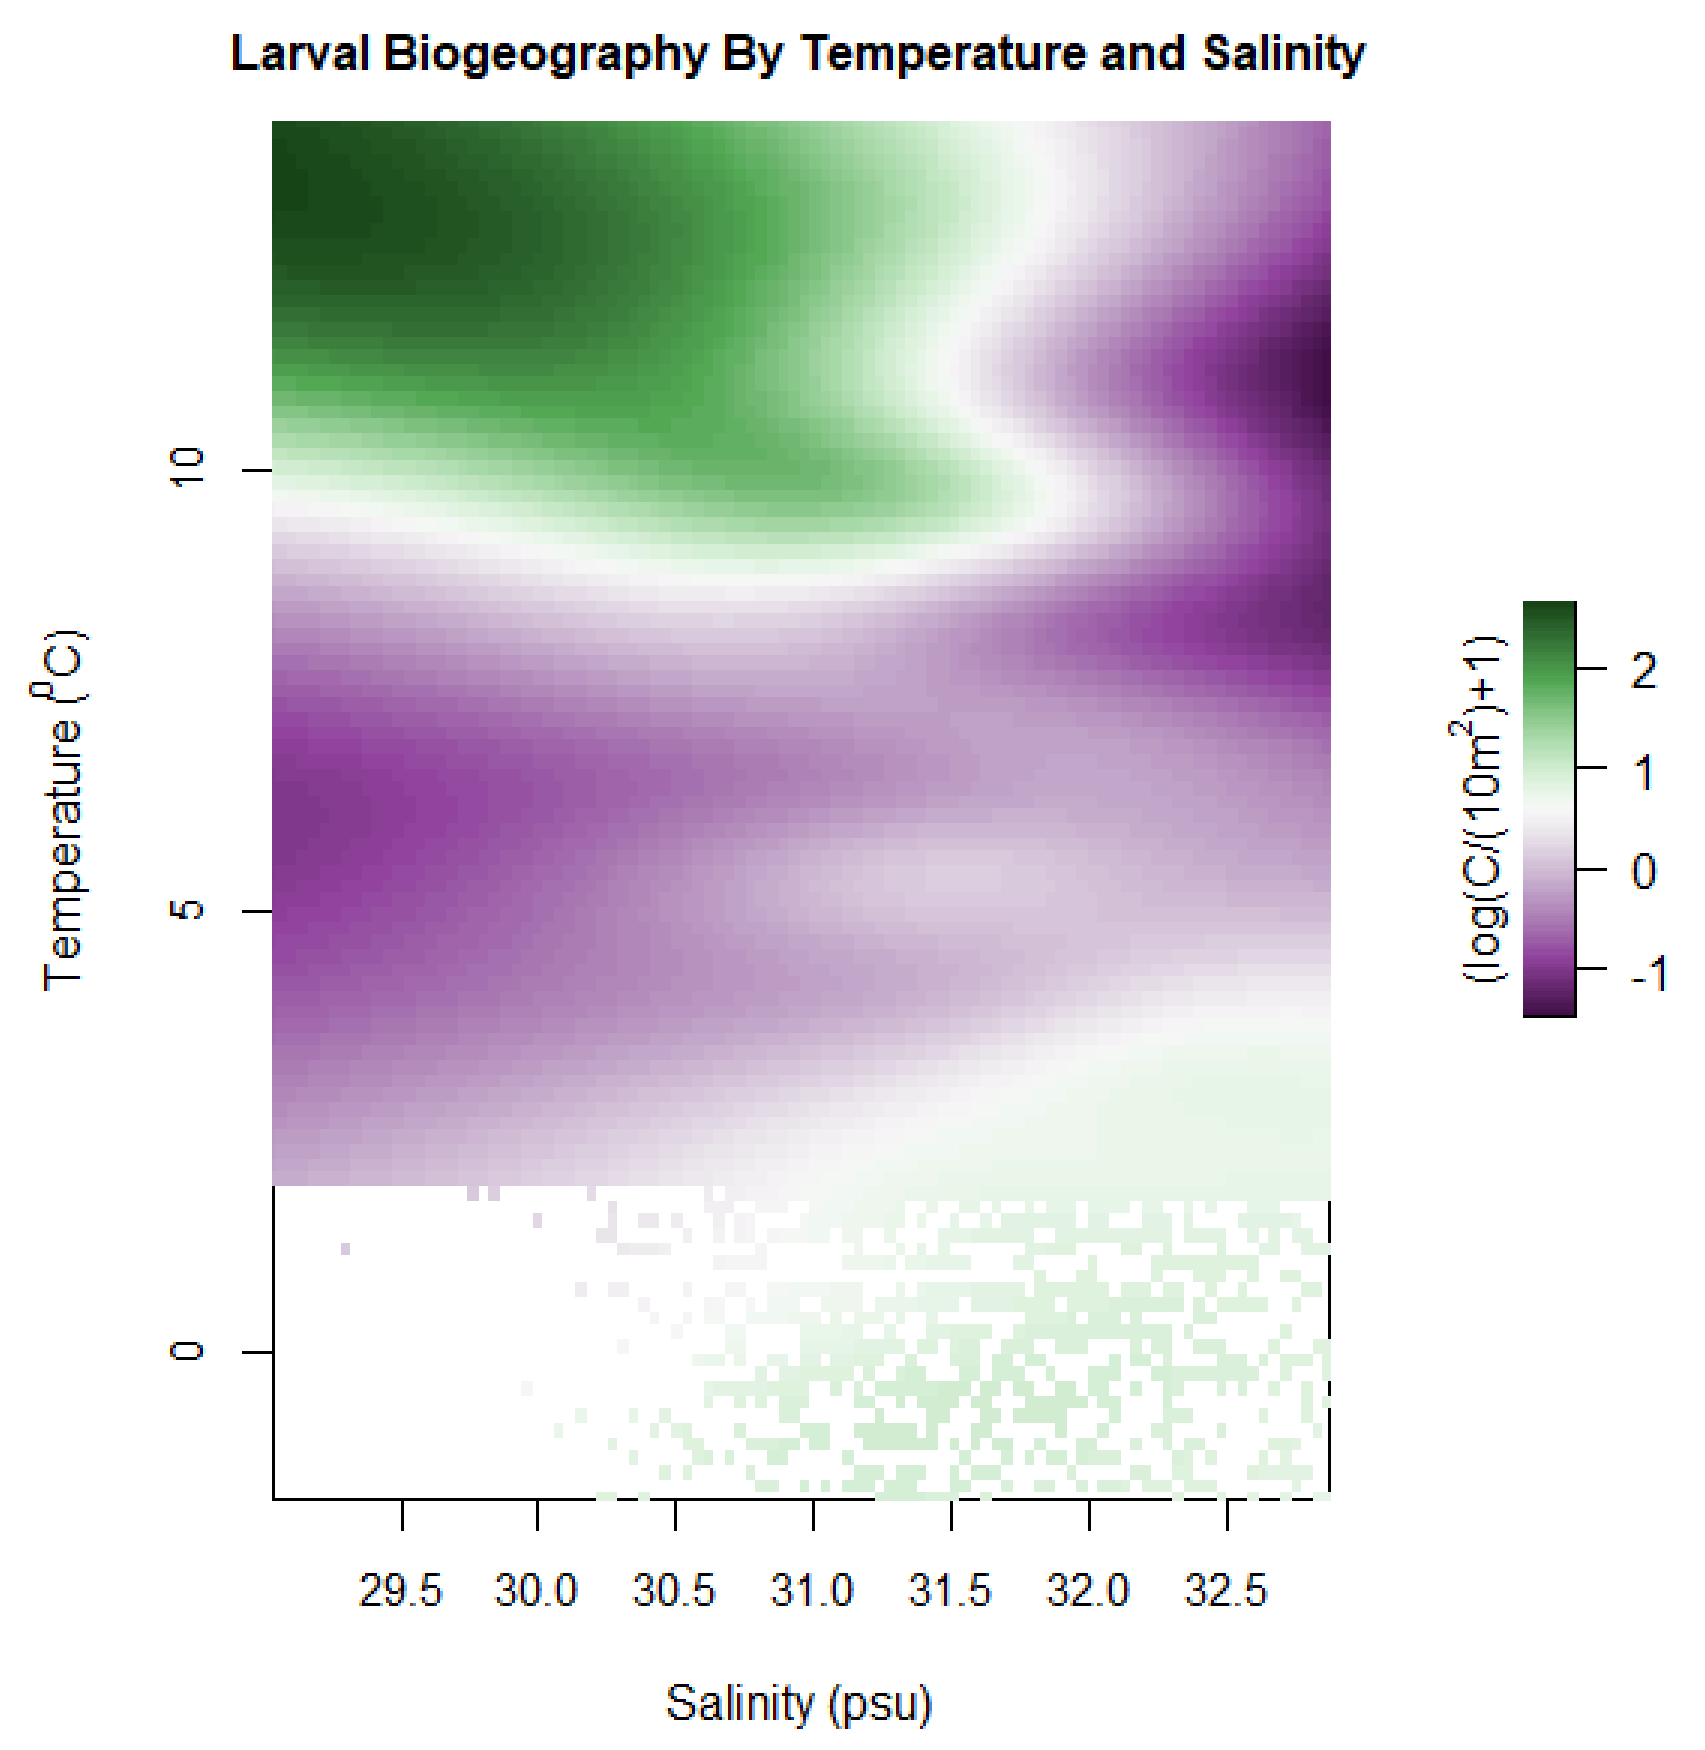 Larval Biogeography By Temperature and Salinity
Temperature (⁰C)
10
5
0
29.5 30.0 30.5 31.0 31.5 32.0 32.5
Salinity (psu)
(log(C/(10m²)+1)
2
1
0
-1